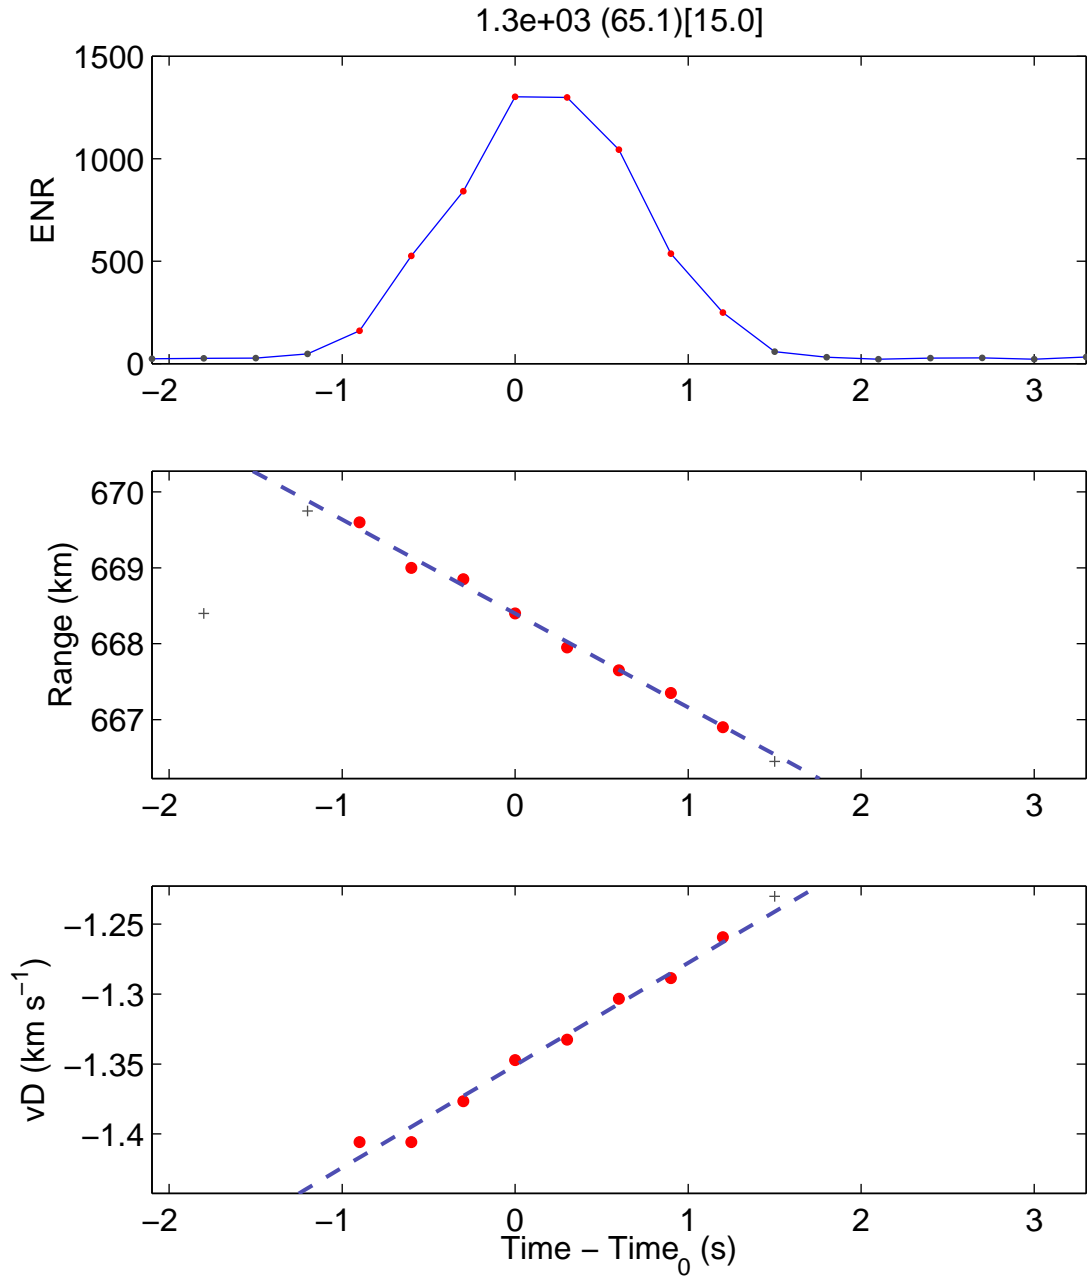 1.3e+03 (65.1)[15.0]
1500
1000
500
0
ENR
−2 −1 0 1 2 3
670
669
668
667
Range (km)
−2 −1 0 1 2 3
−1.25
−1.3
−1.35
−1.4
vD (km s⁻¹)
−2 −1 0 1 2 3
Time − Time₀ (s)